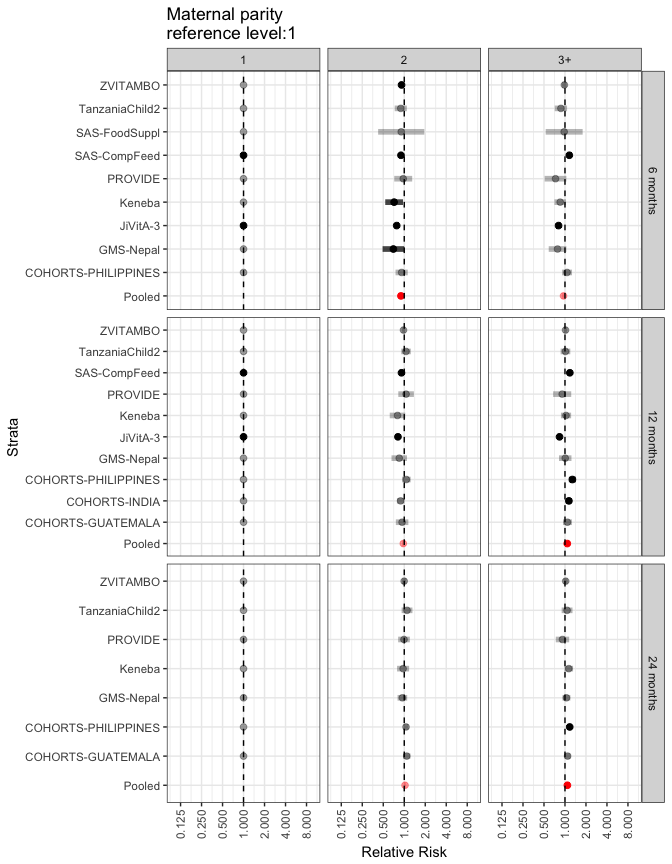 Maternal parity
reference level:1
1
2
3+
ZVITAMBO
TanzaniaChild2
SAS-FoodSuppl
SAS-CompFeed
PROVIDE
Keneba
JiVitA-3
GMS-Nepal
COHORTS-PHILIPPINES
Pooled
6 months
ZVITAMBO
TanzaniaChild2
SAS-CompFeed
PROVIDE
Keneba
JiVitA-3
GMS-Nepal
COHORTS-PHILIPPINES
COHORTS-INDIA
COHORTS-GUATEMALA
Pooled
12 months
Strata
ZVITAMBO
TanzaniaChild2
PROVIDE
Keneba
GMS-Nepal
COHORTS-PHILIPPINES
COHORTS-GUATEMALA
Pooled
24 months
0.125 0.250 0.500 1.000 2.000 4.000 8.000
0.125 0.250 0.500 1.000 2.000 4.000 8.000
0.125 0.250 0.500 1.000 2.000 4.000 8.000
Relative Risk